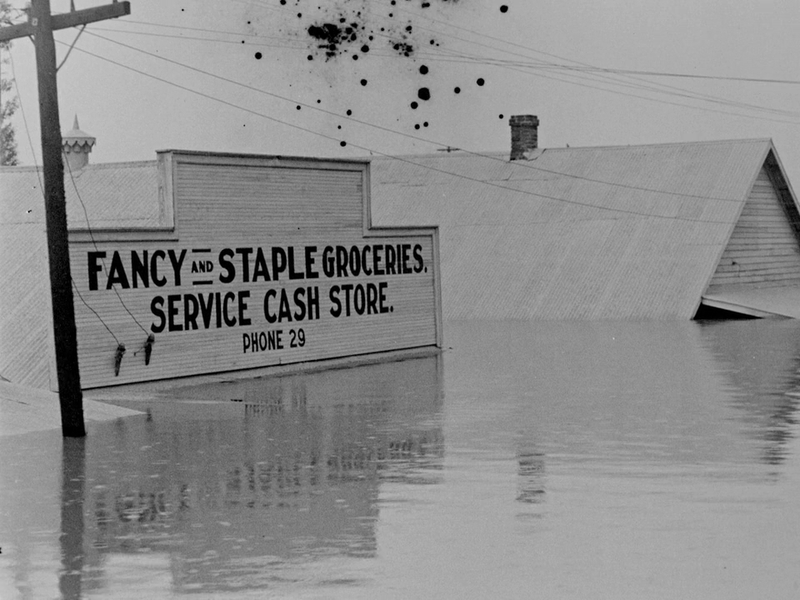 FANCY AND STAPLE GROCERIES.
SERVICE CASH STORE.
PHONE 29